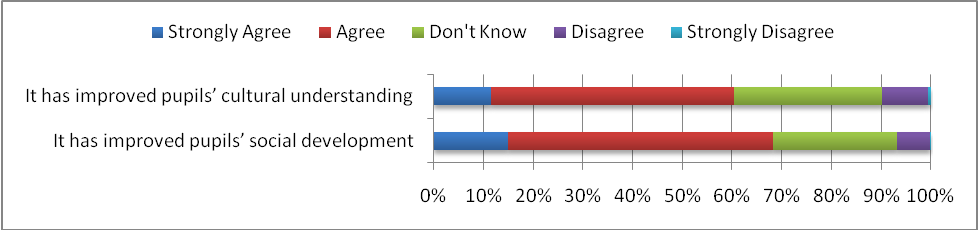 Strongly Agree Agree Don't Know Disagree Strongly Disagree
It has improved pupils’ cultural understanding
It has improved pupils’ social development
0% 10% 20% 30% 40% 50% 60% 70% 80% 90% 100%